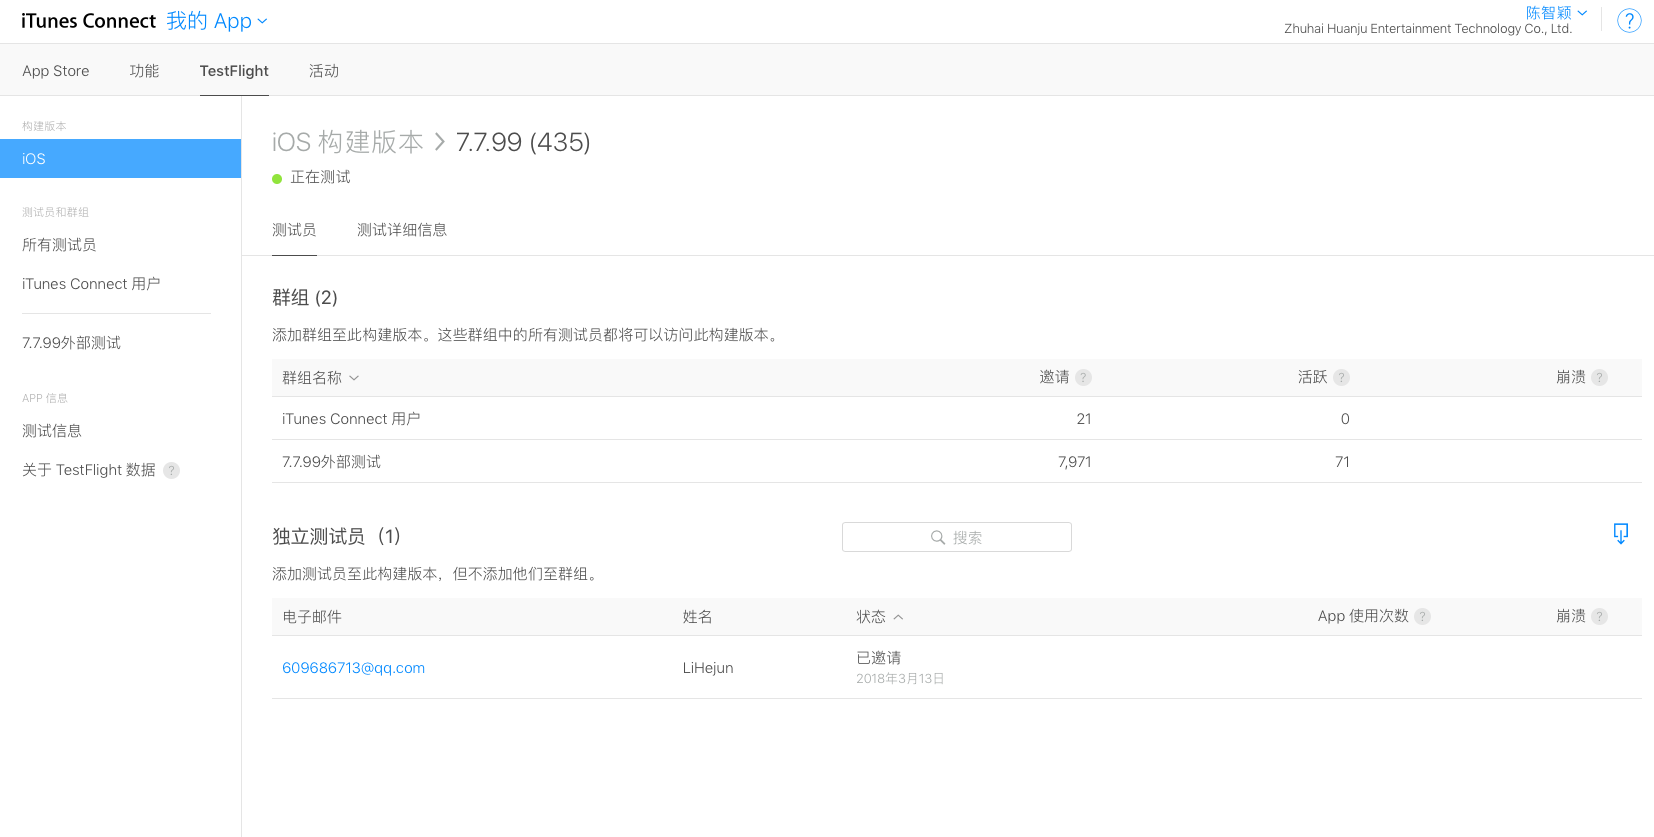 iTunes Connect 我的 App
陈智颖
Zhuhai Huanju Entertainment Technology Co., Ltd.
?
App Store 功能 TestFlight 活动
构建版本
iOS
测试员和群组
所有测试员
iTunes Connect 用户
7.7.99外部测试
APP 信息
测试信息
关于 TestFlight 数据 ?
iOS 构建版本 > 7.7.99 (435)
正在测试
测试员 测试详细信息
群组 (2)
添加群组至此构建版本。这些群组中的所有测试员都将可以访问此构建版本。
群组名称 邀请 ? 活跃 ? 崩溃 ?
iTunes Connect 用户 21 0
7.7.99外部测试 7,971 71
独立测试员（1）
搜索
添加测试员至此构建版本，但不添加他们至群组。
电子邮件 姓名 状态 App 使用次数 ? 崩溃 ?
609686713@qq.com LiHejun 已邀请
2018年3月13日